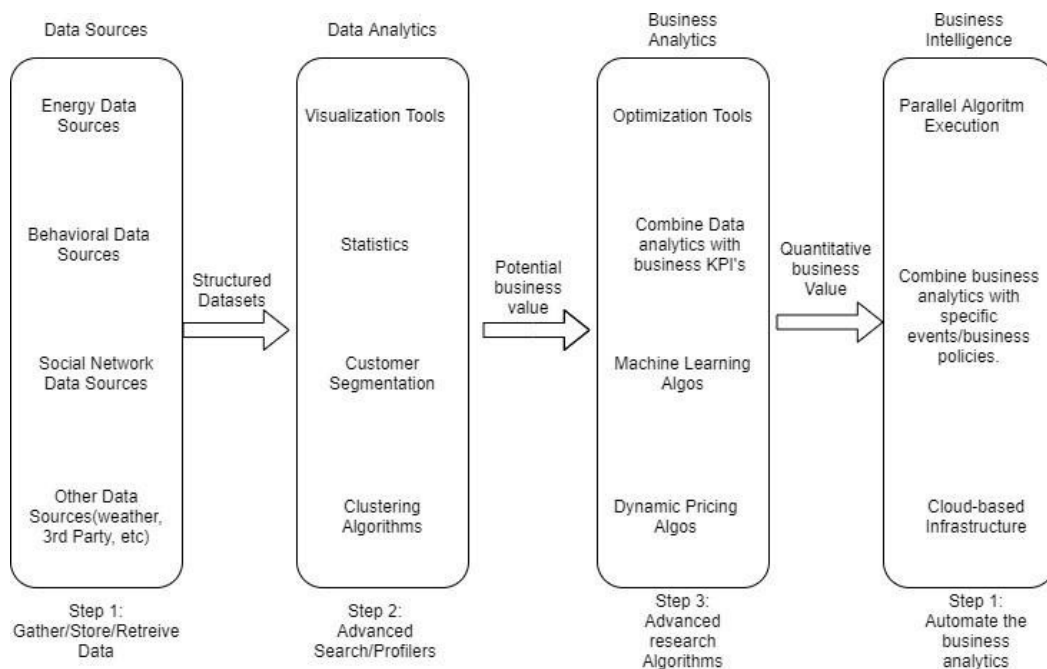 Data Sources
Energy Data
Sources
Behavioral Data
Sources
Social Network
Data Sources
Other Data
Sources(weather,
3rd Party, etc)
Step 1:
Gather/Store/Retreive
Data
Structured
Datasets
Data Analytics
Visualization Tools
Statistics
Customer
Segmentation
Clustering
Algorithms
Step 2:
Advanced
Search/Profilers
Potential
business
value
Business
Analytics
Optimization Tools
Combine Data
analytics with
business KPI's
Machine Learning
Algos
Dynamic Pricing
Algos
Step 3:
Advanced
research
Algorithms
Quantitative
business
Value
Business
Intelligence
Parallel Algoritm
Execution
Combine business
analytics with
specific
events/business
policies.
Cloud-based
Infrastructure
Step 1:
Automate the
business
analytics